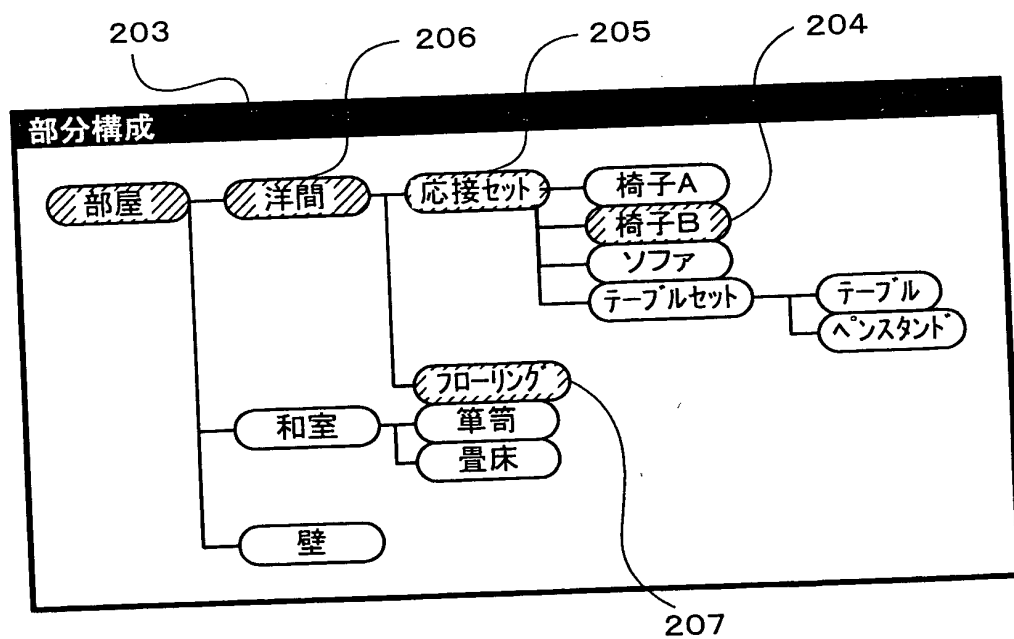 203
206
205
204
部分構成
部屋
洋間
応接セット
椅子A
椅子B
ソファ
テーブルセット
テーブル
ペンスタンド
フローリング
和室
箪笥
畳床
壁
207